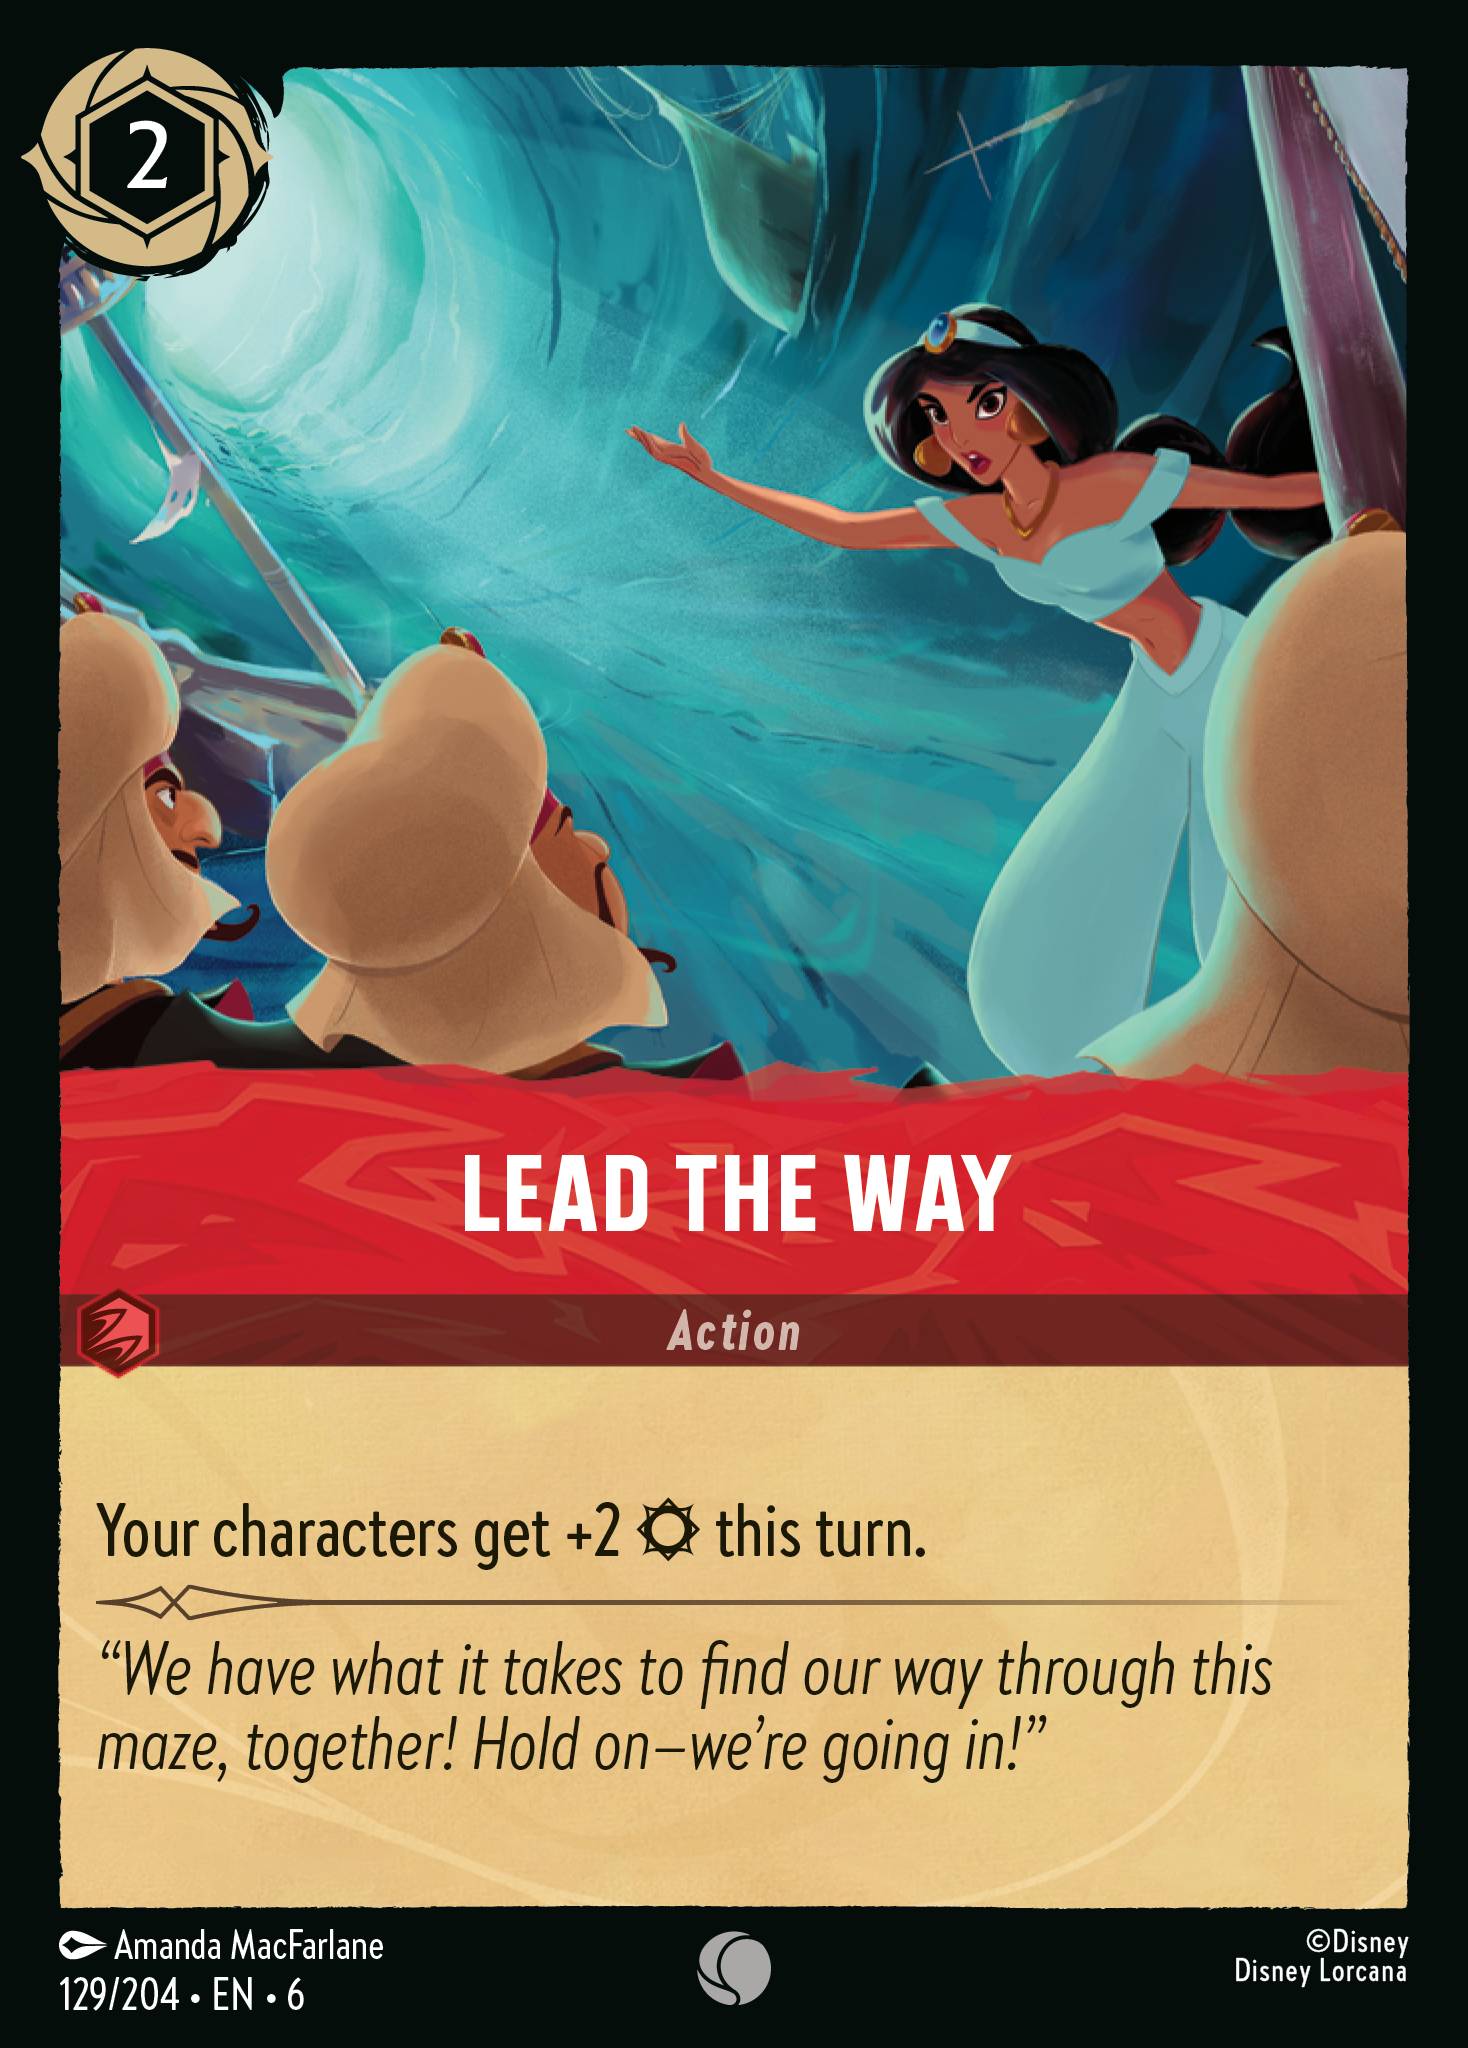 2
LEAD THE WAY
Action
Your characters get +2 this turn.
“We have what it takes to find our way through this
maze, together! Hold on—we’re going in!”
Amanda MacFarlane
129/204 • EN • 6
©Disney
Disney Lorcana